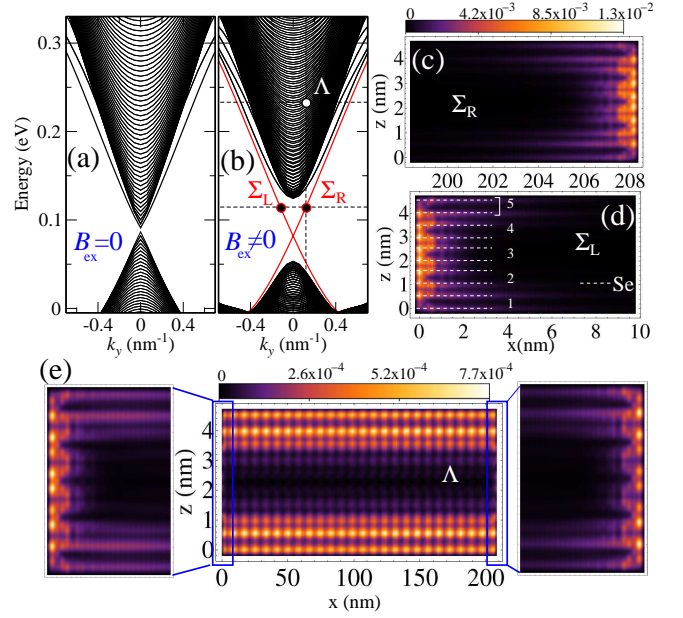 0 4.2x10⁻³ 8.5x10⁻³ 1.3x10⁻²
0.3
0.2
0.1
0
Energy (eV)
(a)
B_ex=0
-0.4 0 0.4
k_y (nm⁻¹)
(b)
Λ
Σ_L Σ_R
B_ex≠0
-0.4 0 0.4
k_y (nm⁻¹)
(c)
Σ_R
z (nm)
4
3
2
1
0
200 202 204 206 208
(d)
Σ_L
Se
5
4
3
2
1
z (nm)
4
3
2
1
0
0 2 4 6 8 10
x(nm)
(e)
0 2.6x10⁻⁴ 5.2x10⁻⁴ 7.7x10⁻⁴
z (nm)
4
3
2
1
0
Λ
0 50 100 150 200
x (nm)